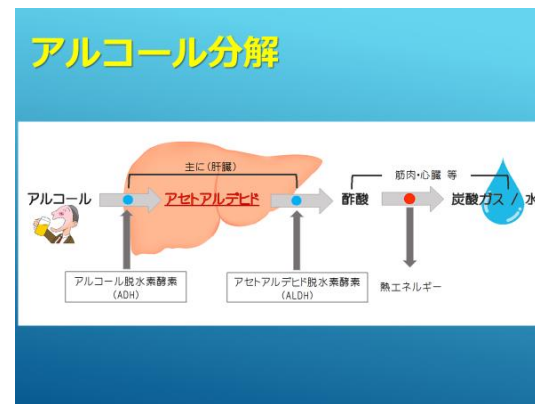 アルコール分解
主に(肝臓)
筋肉・心臓 等
アルコール
アセトアルデヒド
酢酸
炭酸ガス / 水
アルコール脱水素酵素
(ADH)
アセトアルデヒド脱水素酵素
(ALDH)
熱エネルギー